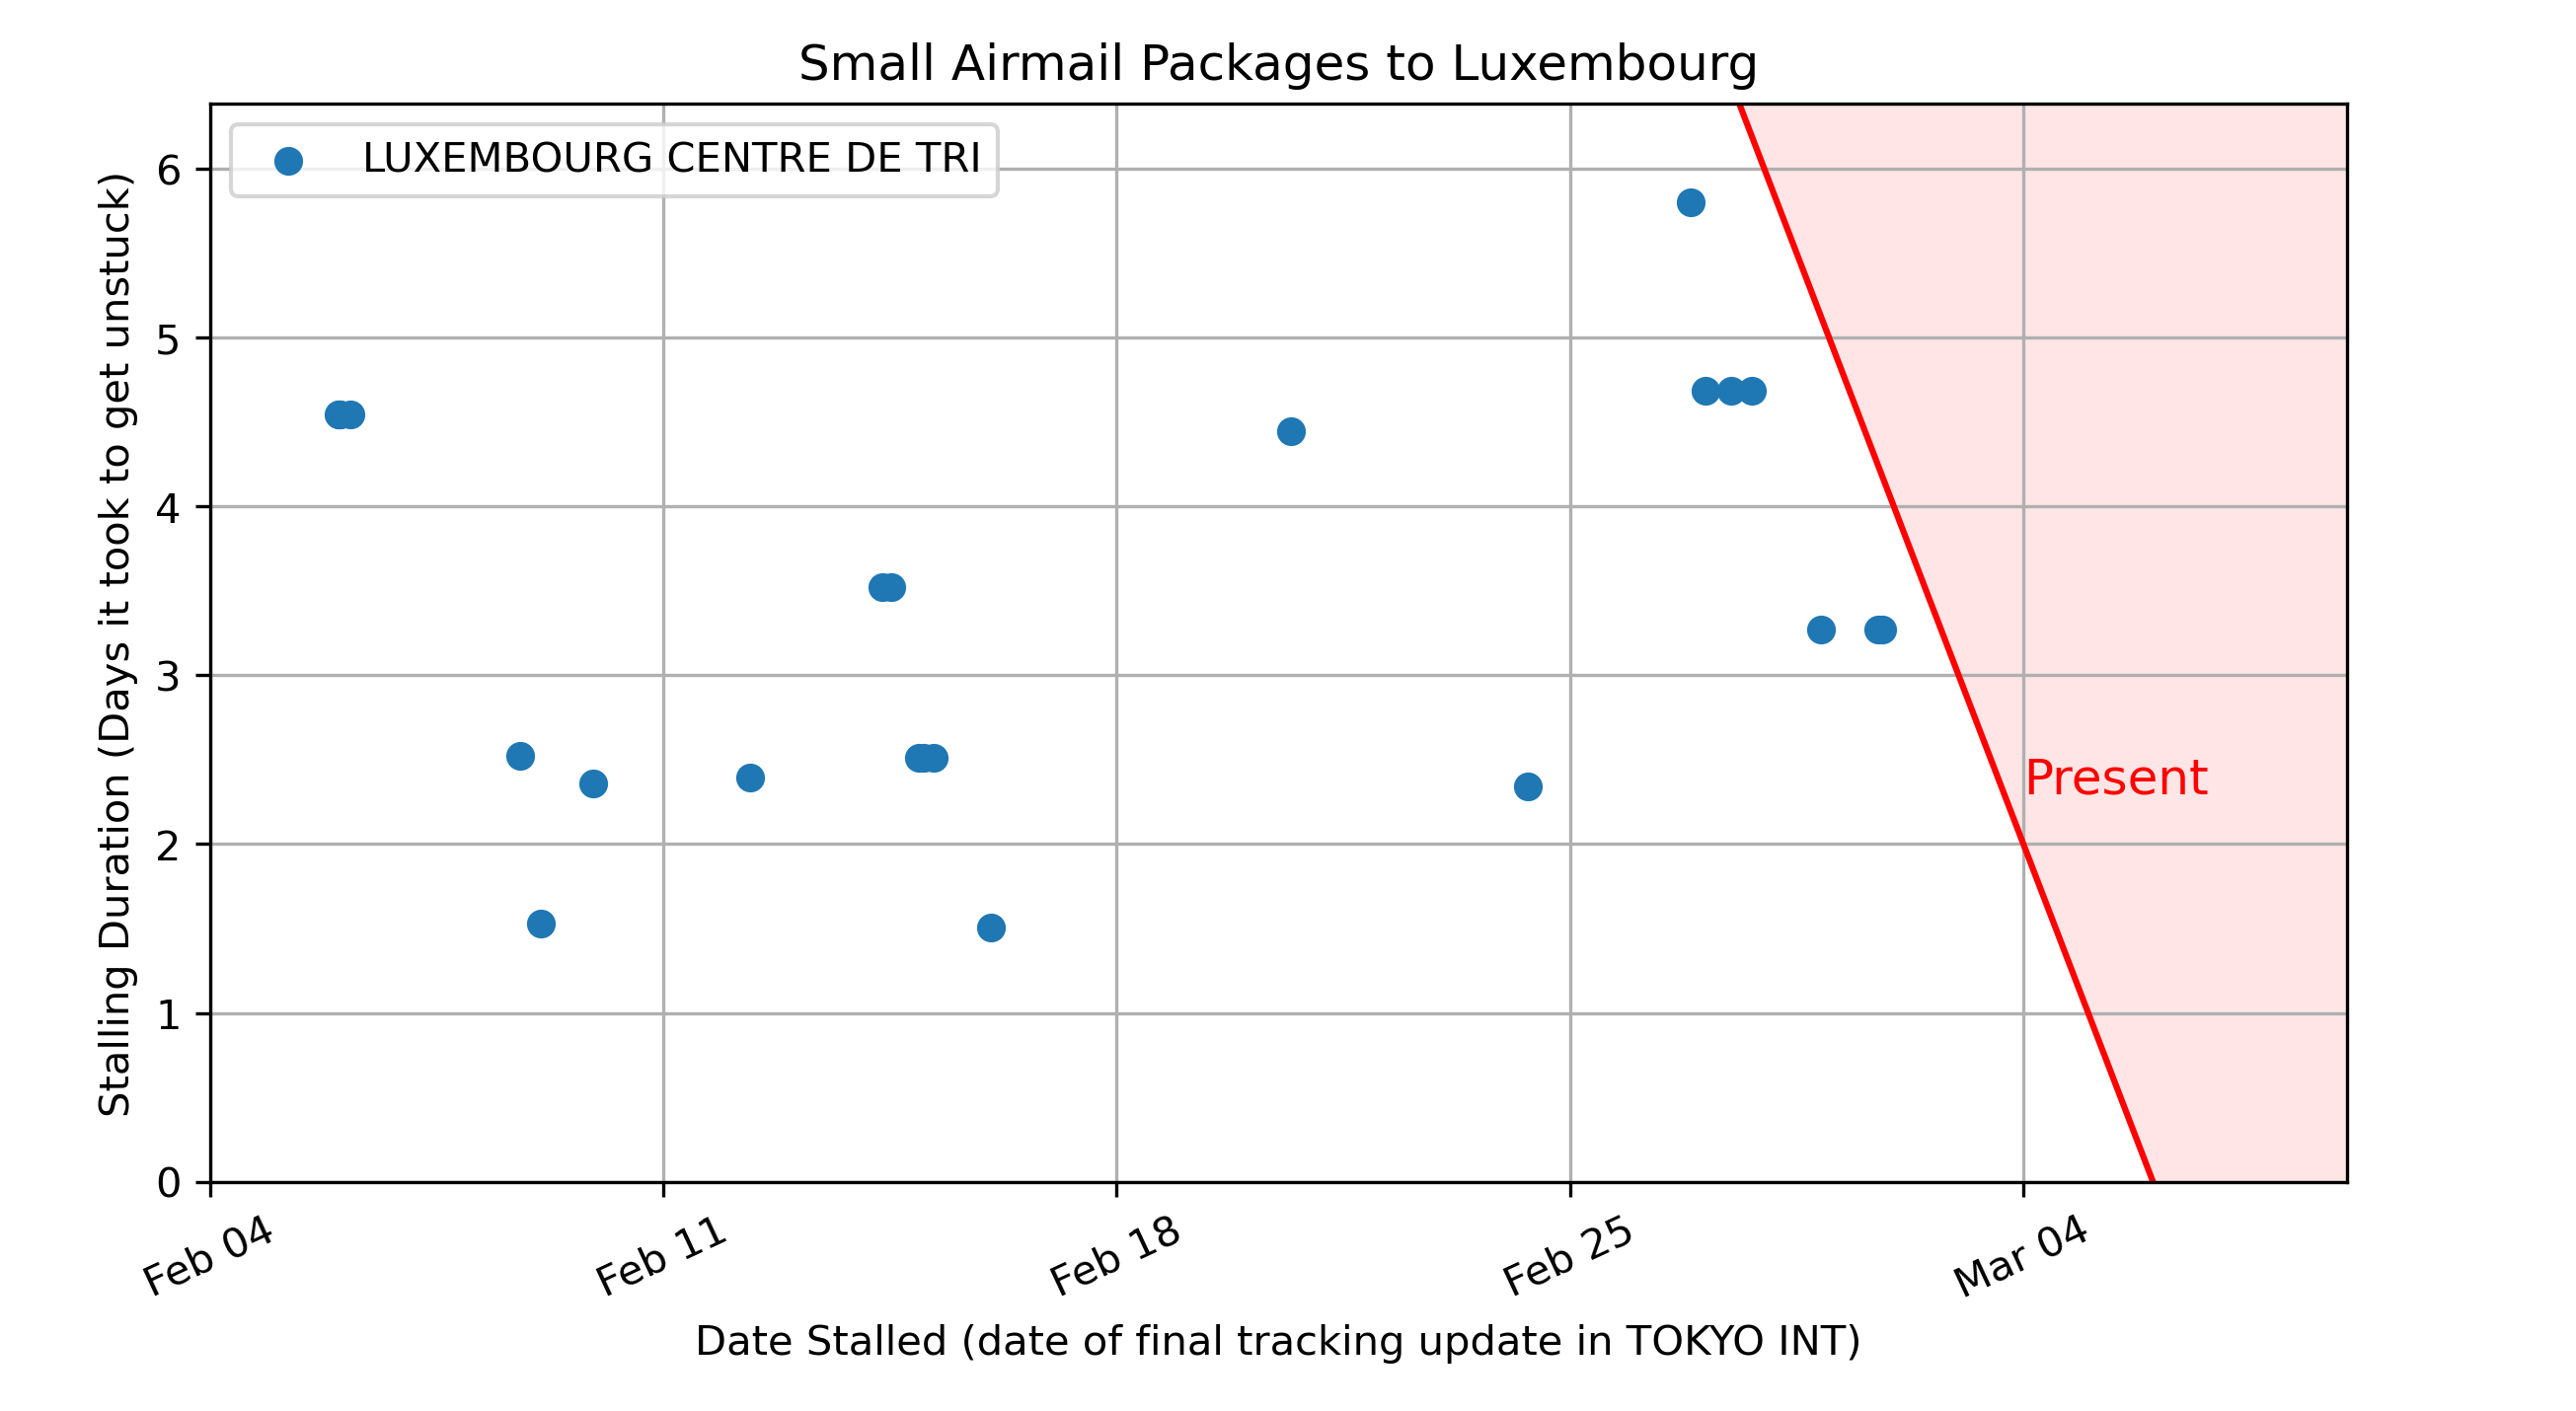 Small Airmail Packages to Luxembourg
LUXEMBOURG CENTRE DE TRI
Stalling Duration (Days it took to get unstuck)
6
5
4
3
2
1
0
Present
Feb 04
Feb 11
Feb 18
Feb 25
Mar 04
Date Stalled (date of final tracking update in TOKYO INT)